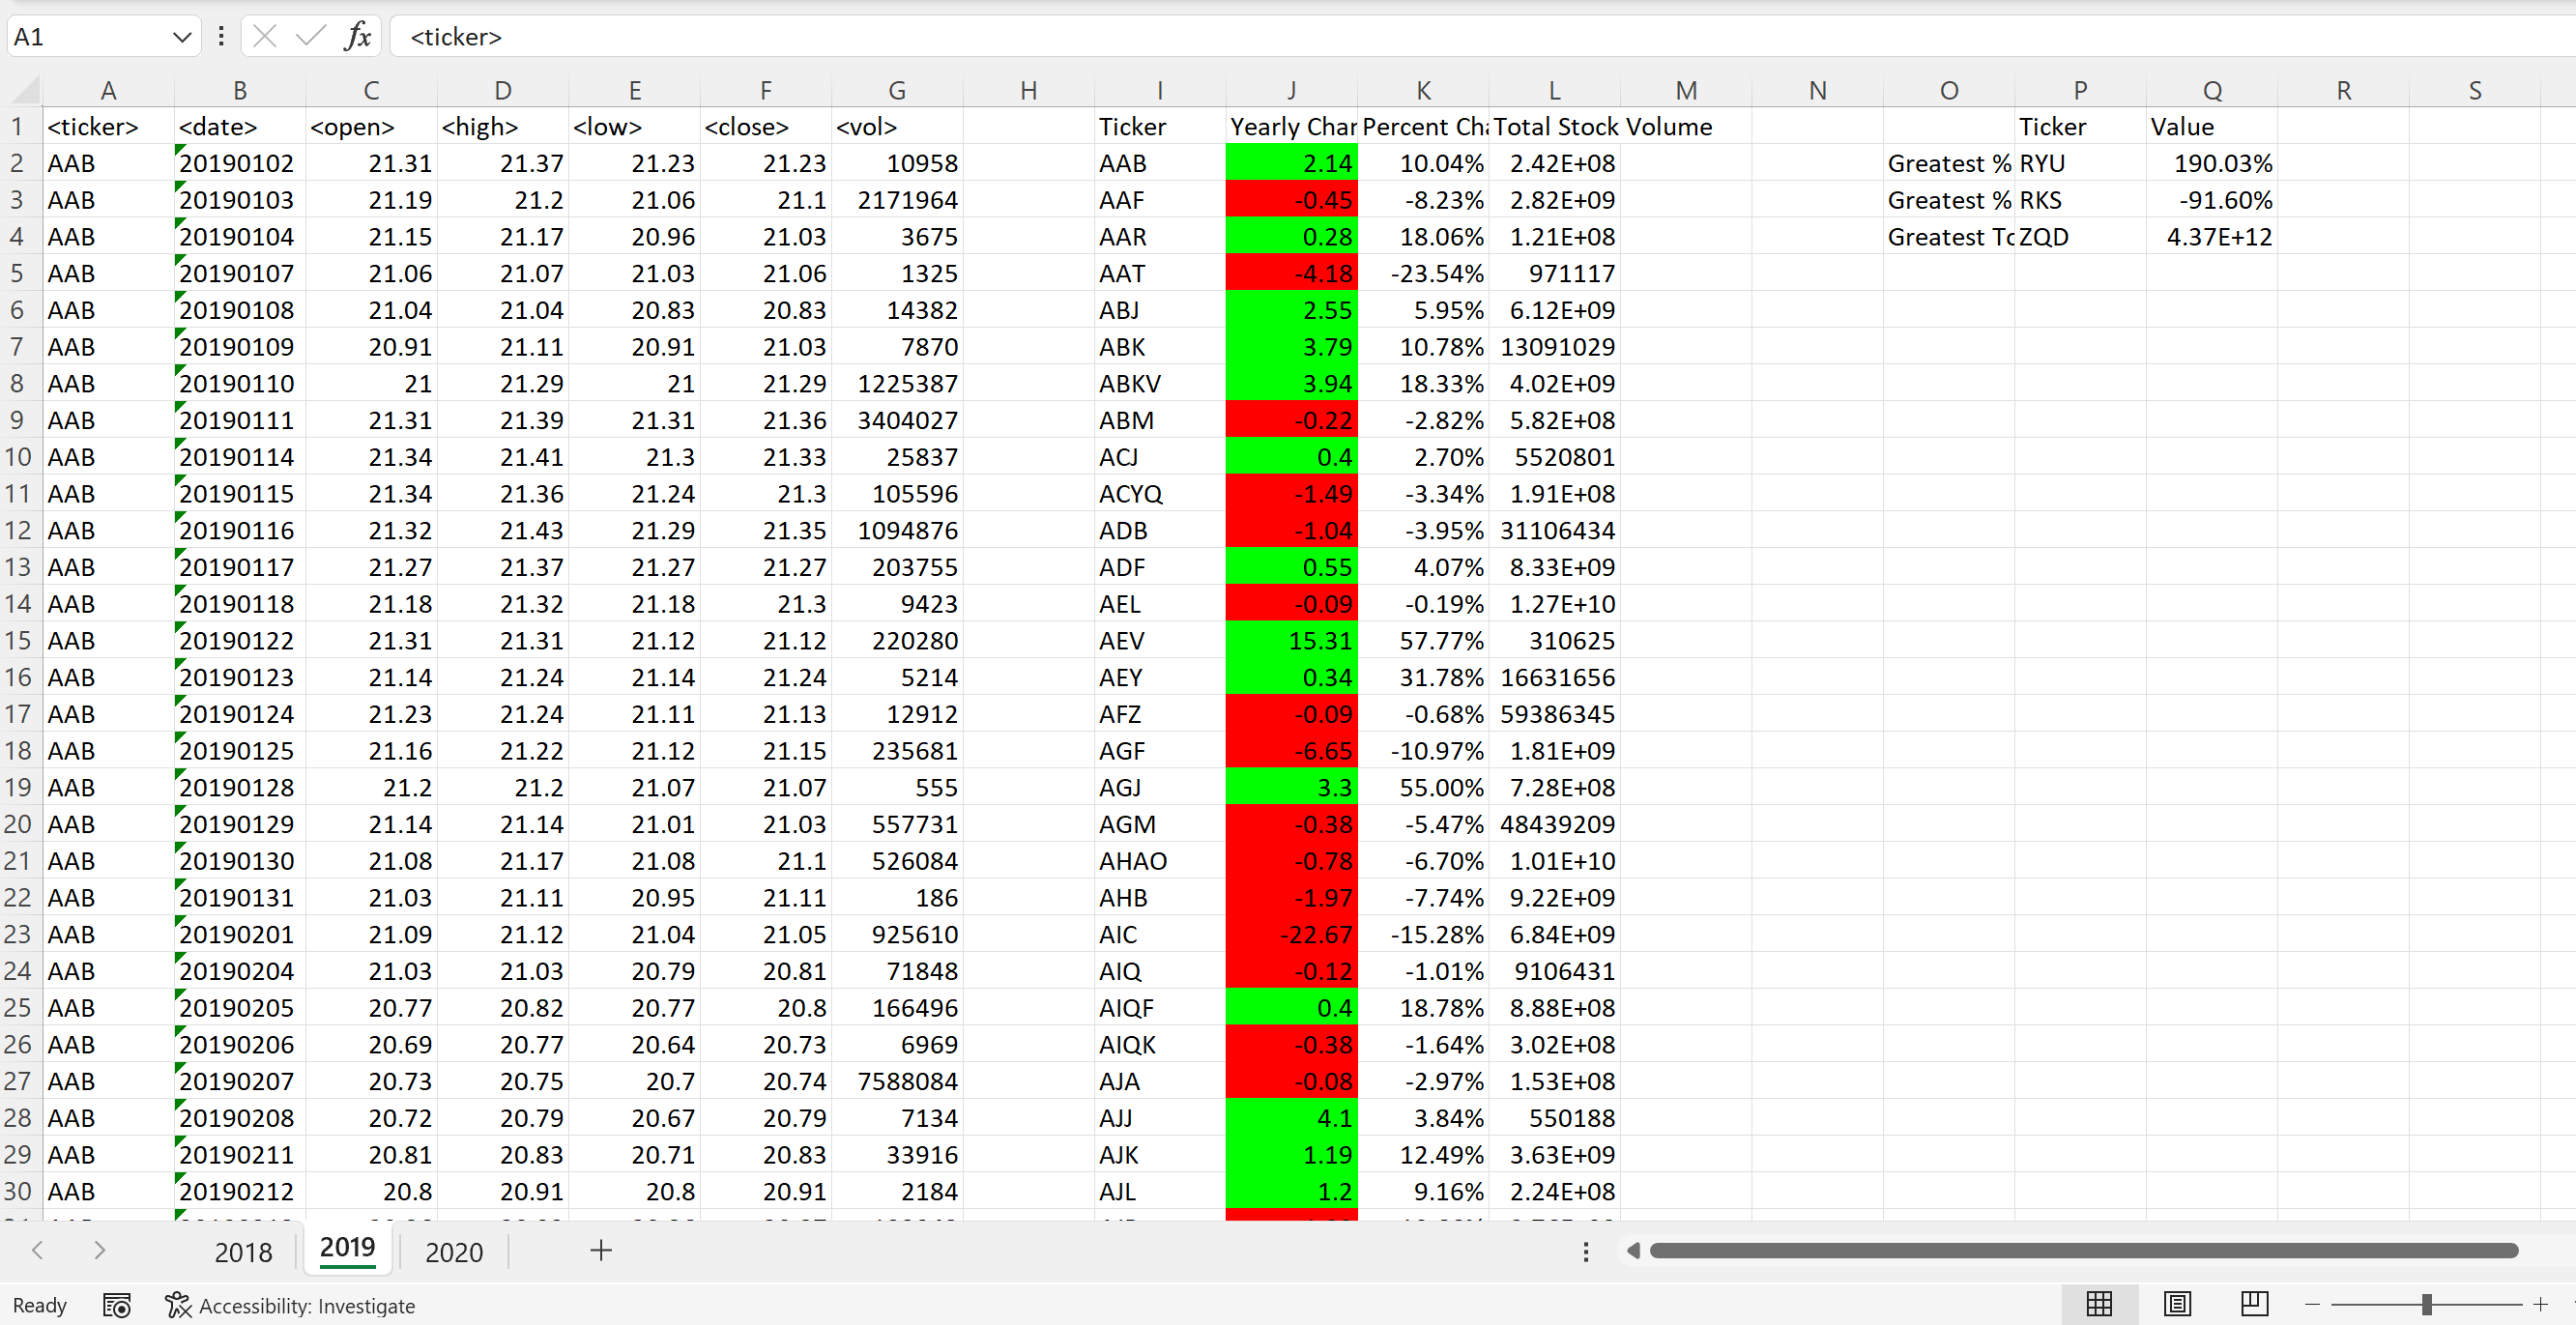 A1 fx <ticker>
A B C D E F G H I J K L M N O P Q R S
1 <ticker> <date> <open> <high> <low> <close> <vol> Ticker Yearly Char Percent Cha Total Stock Volume Ticker Value
2 AAB 20190102 21.31 21.37 21.23 21.23 10958 AAB 2.14 10.04% 2.42E+08 Greatest % RYU 190.03%
3 AAB 20190103 21.19 21.2 21.06 21.1 2171964 AAF -0.45 -8.23% 2.82E+09 Greatest % RKS -91.60%
4 AAB 20190104 21.15 21.17 20.96 21.03 3675 AAR 0.28 18.06% 1.21E+08 Greatest To ZQD 4.37E+12
5 AAB 20190107 21.06 21.07 21.03 21.06 1325 AAT -4.18 -23.54% 971117
6 AAB 20190108 21.04 21.04 20.83 20.83 14382 ABJ 2.55 5.95% 6.12E+09
7 AAB 20190109 20.91 21.11 20.91 21.03 7870 ABK 3.79 10.78% 13091029
8 AAB 20190110 21 21.29 21 21.29 1225387 ABKV 3.94 18.33% 4.02E+09
9 AAB 20190111 21.31 21.39 21.31 21.36 3404027 ABM -0.22 -2.82% 5.82E+08
10 AAB 20190114 21.34 21.41 21.3 21.33 25837 ACJ 0.4 2.70% 5520801
11 AAB 20190115 21.34 21.36 21.24 21.3 105596 ACYQ -1.49 -3.34% 1.91E+08
12 AAB 20190116 21.32 21.43 21.29 21.35 1094876 ADB -1.04 -3.95% 31106434
13 AAB 20190117 21.27 21.37 21.27 21.27 203755 ADF 0.55 4.07% 8.33E+09
14 AAB 20190118 21.18 21.32 21.18 21.3 9423 AEL -0.09 -0.19% 1.27E+10
15 AAB 20190122 21.31 21.31 21.12 21.12 220280 AEV 15.31 57.77% 310625
16 AAB 20190123 21.14 21.24 21.14 21.24 5214 AEY 0.34 31.78% 16631656
17 AAB 20190124 21.23 21.24 21.11 21.13 12912 AFZ -0.09 -0.68% 59386345
18 AAB 20190125 21.16 21.22 21.12 21.15 235681 AGF -6.65 -10.97% 1.81E+09
19 AAB 20190128 21.2 21.2 21.07 21.07 555 AGJ 3.3 55.00% 7.28E+08
20 AAB 20190129 21.14 21.14 21.01 21.03 557731 AGM -0.38 -5.47% 48439209
21 AAB 20190130 21.08 21.17 21.08 21.1 526084 AHAO -0.78 -6.70% 1.01E+10
22 AAB 20190131 21.03 21.11 20.95 21.11 186 AHB -1.97 -7.74% 9.22E+09
23 AAB 20190201 21.09 21.12 21.04 21.05 925610 AIC -22.67 -15.28% 6.84E+09
24 AAB 20190204 21.03 21.03 20.79 20.81 71848 AIQ -0.12 -1.01% 9106431
25 AAB 20190205 20.77 20.82 20.77 20.8 166496 AIQF 0.4 18.78% 8.88E+08
26 AAB 20190206 20.69 20.77 20.64 20.73 6969 AIQK -0.38 -1.64% 3.02E+08
27 AAB 20190207 20.73 20.75 20.7 20.74 7588084 AJA -0.08 -2.97% 1.53E+08
28 AAB 20190208 20.72 20.79 20.67 20.79 7134 AJJ 4.1 3.84% 550188
29 AAB 20190211 20.81 20.83 20.71 20.83 33916 AJK 1.19 12.49% 3.63E+09
30 AAB 20190212 20.8 20.91 20.8 20.91 2184 AJL 1.2 9.16% 2.24E+08
2018 2019 2020
Ready Accessibility: Investigate